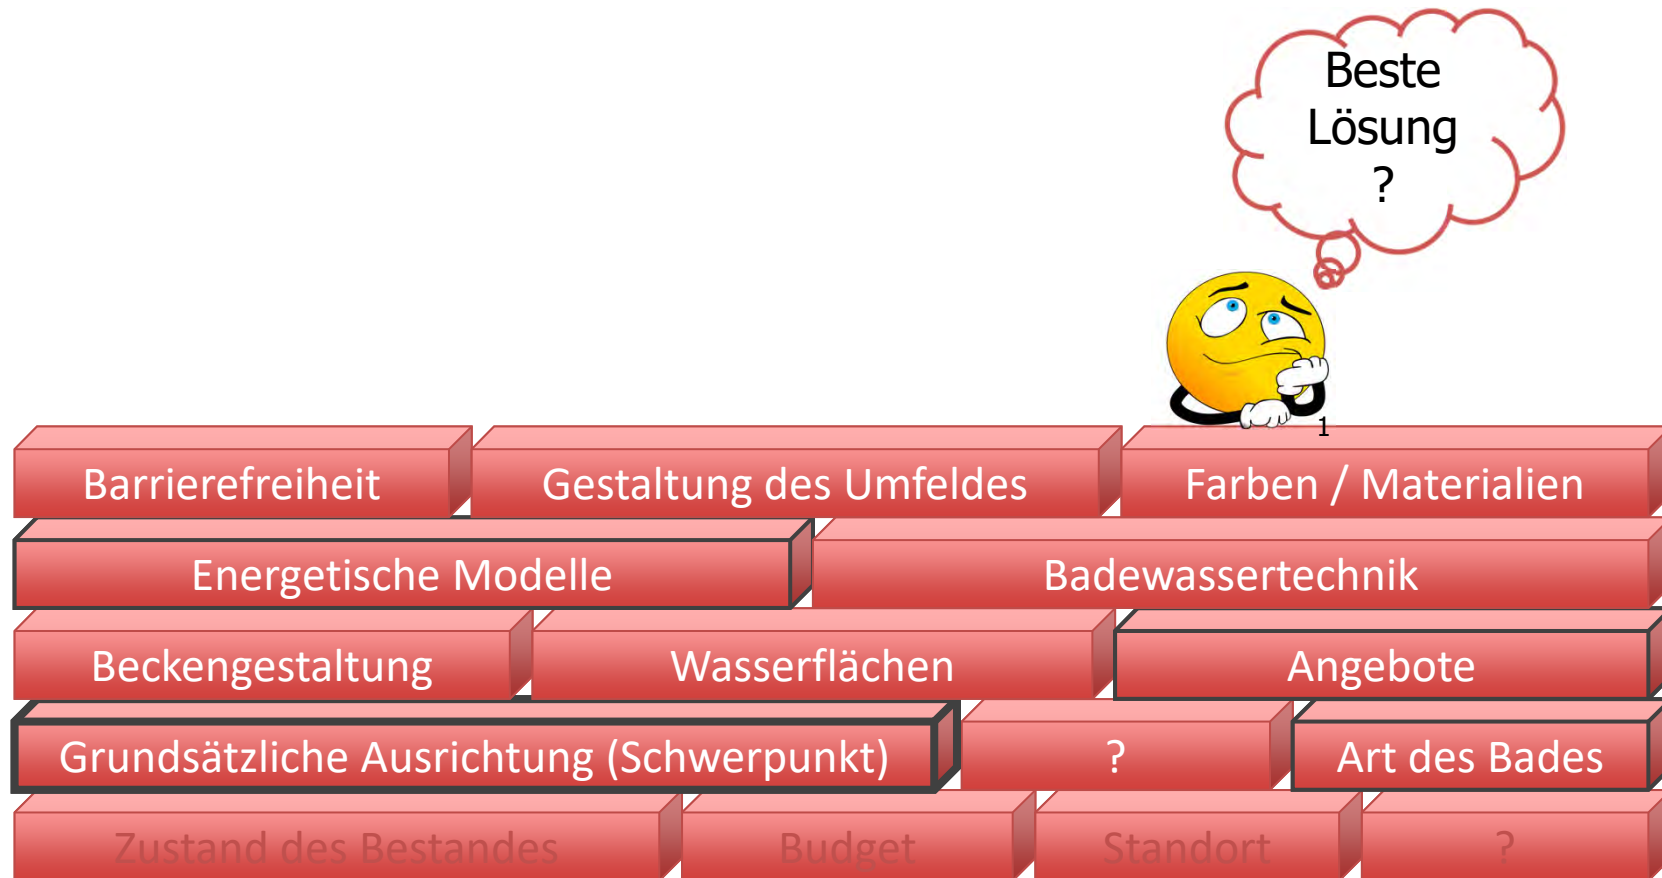 Beste
Lösung
?
1
Barrierefreiheit
Gestaltung des Umfeldes
Farben / Materialien
Energetische Modelle
Badewassertechnik
Beckengestaltung
Wasserflächen
Angebote
Grundsätzliche Ausrichtung (Schwerpunkt)
?
Art des Bades
Zustand des Bestandes
Budget
Standort
?